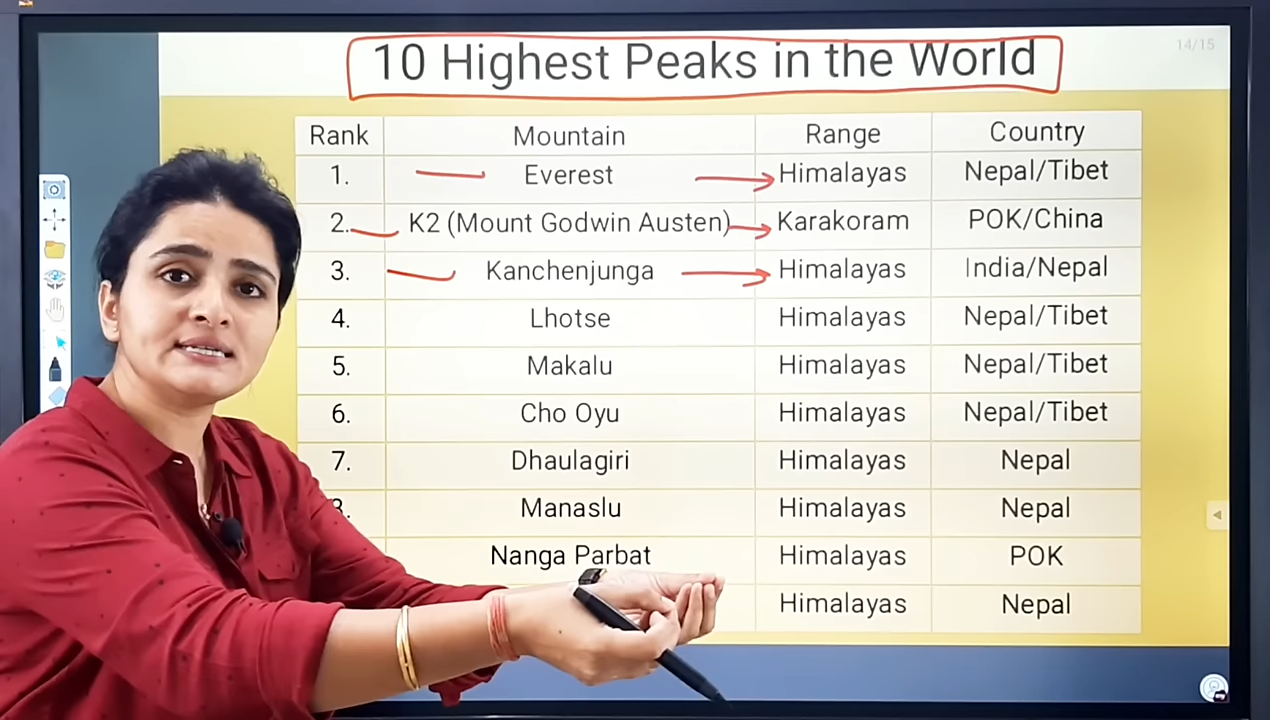 14/15
10 Highest Peaks in the World
Rank Mountain Range Country
1. Everest Himalayas Nepal/Tibet
2. K2 (Mount Godwin Austen) Karakoram POK/China
3. Kanchenjunga Himalayas India/Nepal
4. Lhotse Himalayas Nepal/Tibet
5. Makalu Himalayas Nepal/Tibet
6. Cho Oyu Himalayas Nepal/Tibet
7. Dhaulagiri Himalayas Nepal
8. Manaslu Himalayas Nepal
Nanga Parbat Himalayas POK
Himalayas Nepal